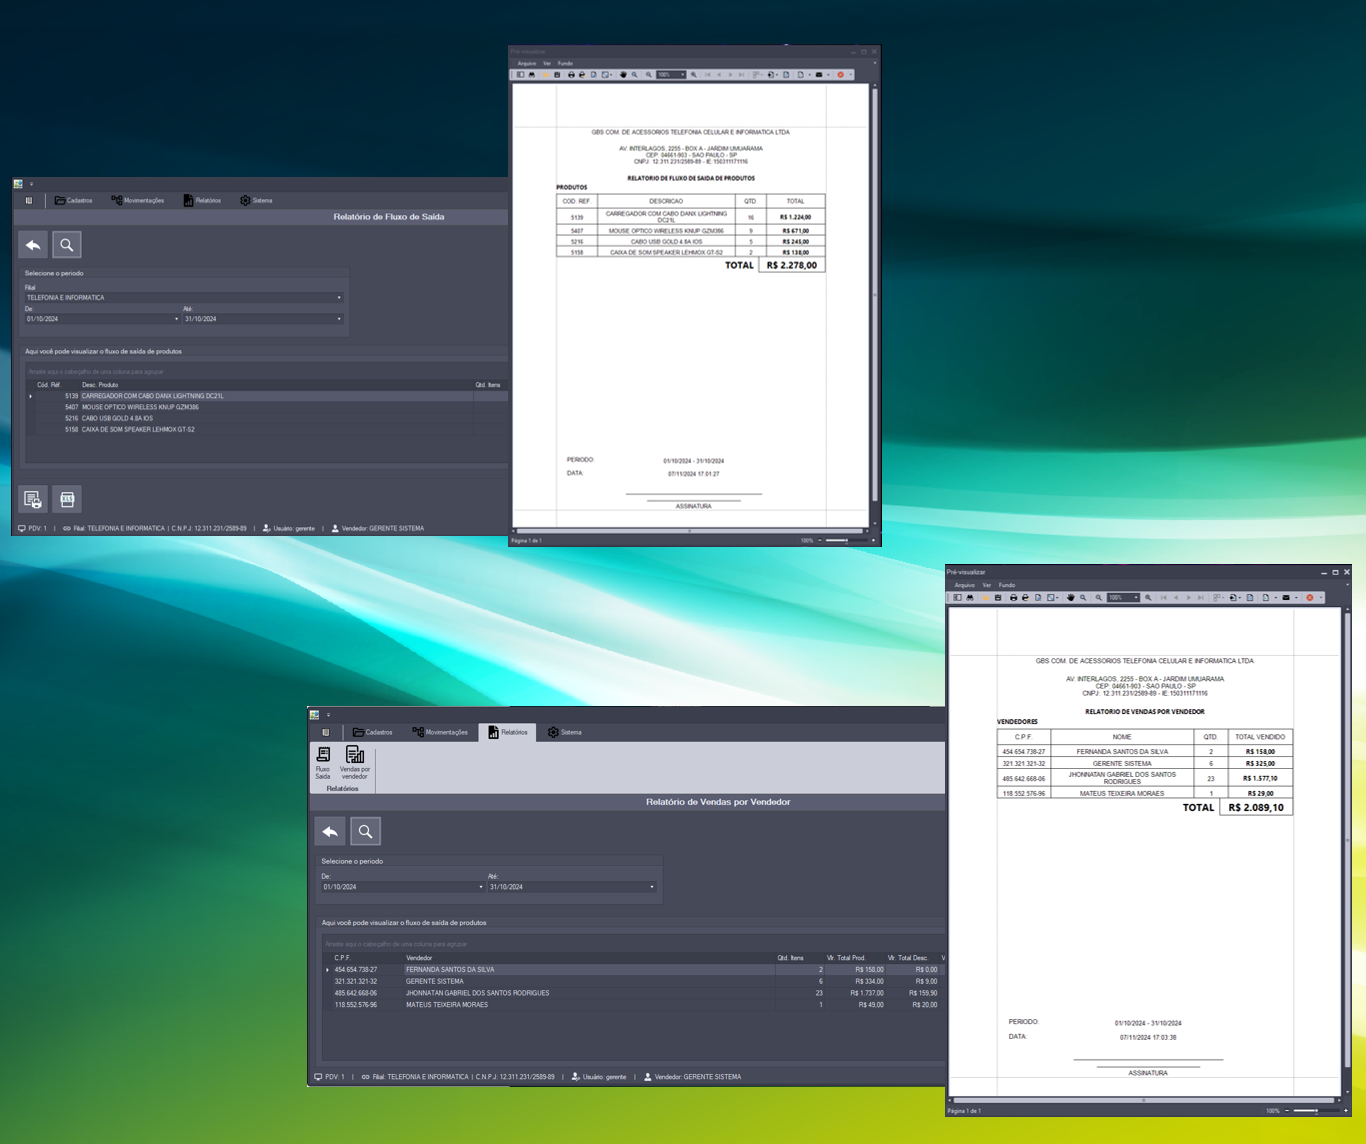 Pré-visualizar
Arquivo Ver Fundo
100%
GBS COM. DE ACESSORIOS TELEFONIA CELULAR E INFORMATICA LTDA
AV. INTERLAGOS, 2255 - BOX A - JARDIM UMUARAMA
CEP: 04661-903 - SAO PAULO - SP
CNPJ: 12.311.231/2589-89 - IE: 150311171116
RELATORIO DE FLUXO DE SAIDA DE PRODUTOS
PRODUTOS
COD. REF. DESCRICAO QTD. TOTAL
5139 CARREGADOR COM CABO DANX LIGHTNING DC21L 16 R$ 1.224,00
5407 MOUSE OPTICO WIRELESS KNUP GZM386 9 R$ 671,00
5216 CABO USB GOLD 4.8A IOS 5 R$ 245,00
5158 CAIXA DE SOM SPEAKER LEHMOX GT-S2 2 R$ 138,00
TOTAL R$ 2.278,00
PERIODO: 01/10/2024 - 31/10/2024
DATA: 07/11/2024 17:01:27
ASSINATURA
Página 1 de 1 100%
Cadastros Movimentações Relatórios Sistema
Relatório de Fluxo de Saída
Selecione o periodo
Filial
TELEFONIA E INFORMATICA
De: Até:
01/10/2024 31/10/2024
Aqui você pode visualizar o fluxo de saída de produtos
Arraste aqui o cabeçalho de uma coluna para agrupar
Cód. Réf. Desc. Produto Qtd. Itens
5139 CARREGADOR COM CABO DANX LIGHTNING DC21L
5407 MOUSE OPTICO WIRELESS KNUP GZM386
5216 CABO USB GOLD 4.8A IOS
5158 CAIXA DE SOM SPEAKER LEHMOX GT-S2
XLS
PDV: 1 | Filial: TELEFONIA E INFORMATICA | C.N.P.J: 12.311.231/2589-89 | Usuário: gerente | Vendedor: GERENTE SISTEMA
Pré-visualizar
Arquivo Ver Fundo
100%
GBS COM. DE ACESSORIOS TELEFONIA CELULAR E INFORMATICA LTDA
AV. INTERLAGOS, 2255 - BOX A - JARDIM UMUARAMA
CEP: 04661-903 - SAO PAULO - SP
CNPJ: 12.311.231/2589-89 - IE: 150311171116
RELATORIO DE VENDAS POR VENDEDOR
VENDEDORES
C.P.F. NOME QTD. TOTAL VENDIDO
454.654.738-27 FERNANDA SANTOS DA SILVA 2 R$ 158,00
321.321.321-32 GERENTE SISTEMA 6 R$ 325,00
485.642.668-06 JHONNATAN GABRIEL DOS SANTOS RODRIGUES 23 R$ 1.577,10
118.552.576-96 MATEUS TEIXEIRA MORAES 1 R$ 29,00
TOTAL R$ 2.089,10
PERIODO: 01/10/2024 - 31/10/2024
DATA: 07/11/2024 17:03:38
ASSINATURA
Página 1 de 1 100%
Cadastros Movimentações Relatórios Sistema
Fluxo Saída Vendas por vendedor
Relatórios
Relatório de Vendas por Vendedor
Selecione o periodo
De: Até:
01/10/2024 31/10/2024
Aqui você pode visualizar o fluxo de saída de produtos
Arraste aqui o cabeçalho de uma coluna para agrupar
C.P.F. Vendedor Qtd. Itens Vlr. Total Prod. Vlr. Total Desc. V
454.654.738-27 FERNANDA SANTOS DA SILVA 2 R$ 158,00 R$ 0,00
321.321.321-32 GERENTE SISTEMA 6 R$ 334,00 R$ 9,00
485.642.668-06 JHONNATAN GABRIEL DOS SANTOS RODRIGUES 23 R$ 1.737,00 R$ 159,90
118.552.576-96 MATEUS TEIXEIRA MORAES 1 R$ 49,00 R$ 20,00
PDV: 1 | Filial: TELEFONIA E INFORMATICA | C.N.P.J: 12.311.231/2589-89 | Usuário: gerente | Vendedor: GERENTE SISTEMA